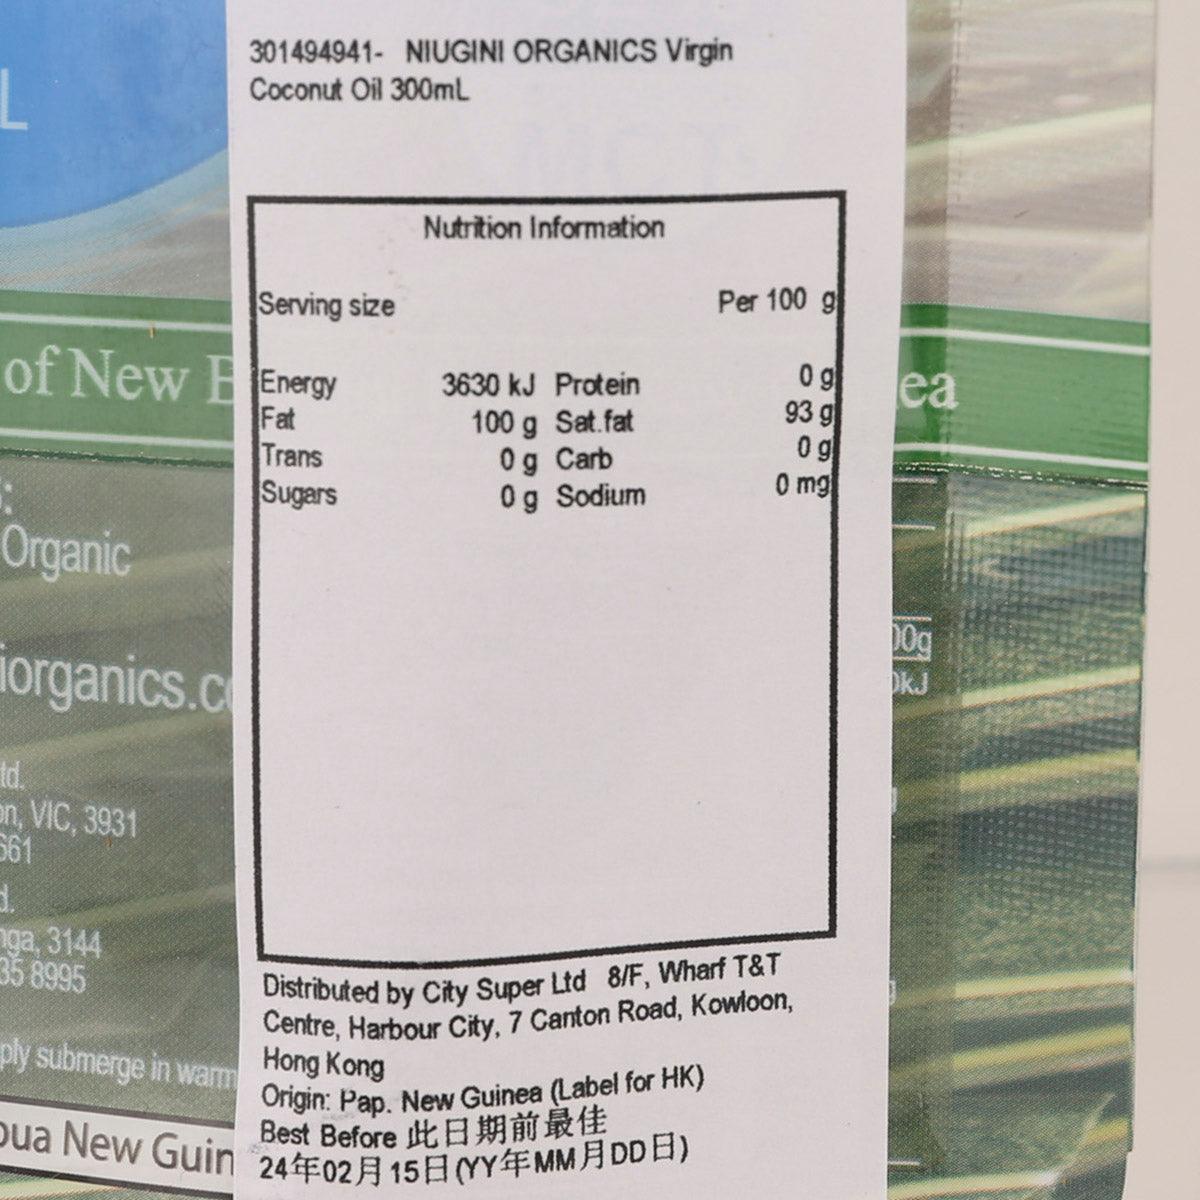 301494941- NIUGINI ORGANICS Virgin
Coconut Oil 300mL
Nutrition Information
Serving size Per 100 g
Energy 3630 kJ Protein 0 g
Fat 100 g Sat.fat 93 g
Trans 0 g Carb 0 g
Sugars 0 g Sodium 0 mg
Distributed by City Super Ltd 8/F, Wharf T&T
Centre, Harbour City, 7 Canton Road, Kowloon,
Hong Kong
Origin: Pap. New Guinea (Label for HK)
Best Before 此日期前最佳
24年02月15日(YY年MM月DD日)
L
of New
Organic
iorganics.c
td.
VIC, 3931
661
3144
35 8995
ply submerge in warm
New Guin
ea
00g
kJ